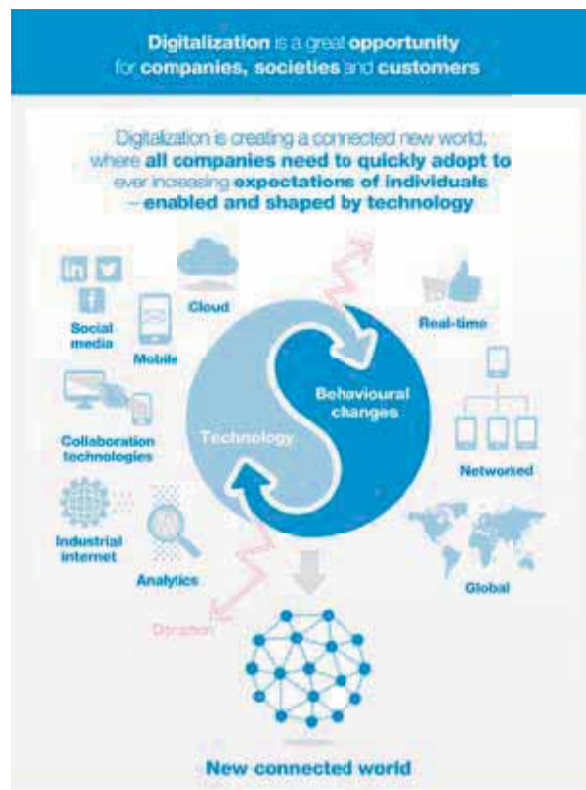 Digitalization is a great opportunity
for companies, societies and customers
Digitalization is creating a connected new world,
where all companies need to quickly adopt to
ever increasing expectations of individuals
– enabled and shaped by technology
in
f
Cloud
Social
media
Mobile
Real-time
Behavioural
changes
Technology
Collaboration
technologies
Networked
Industrial
internet
Analytics
Global
New connected world